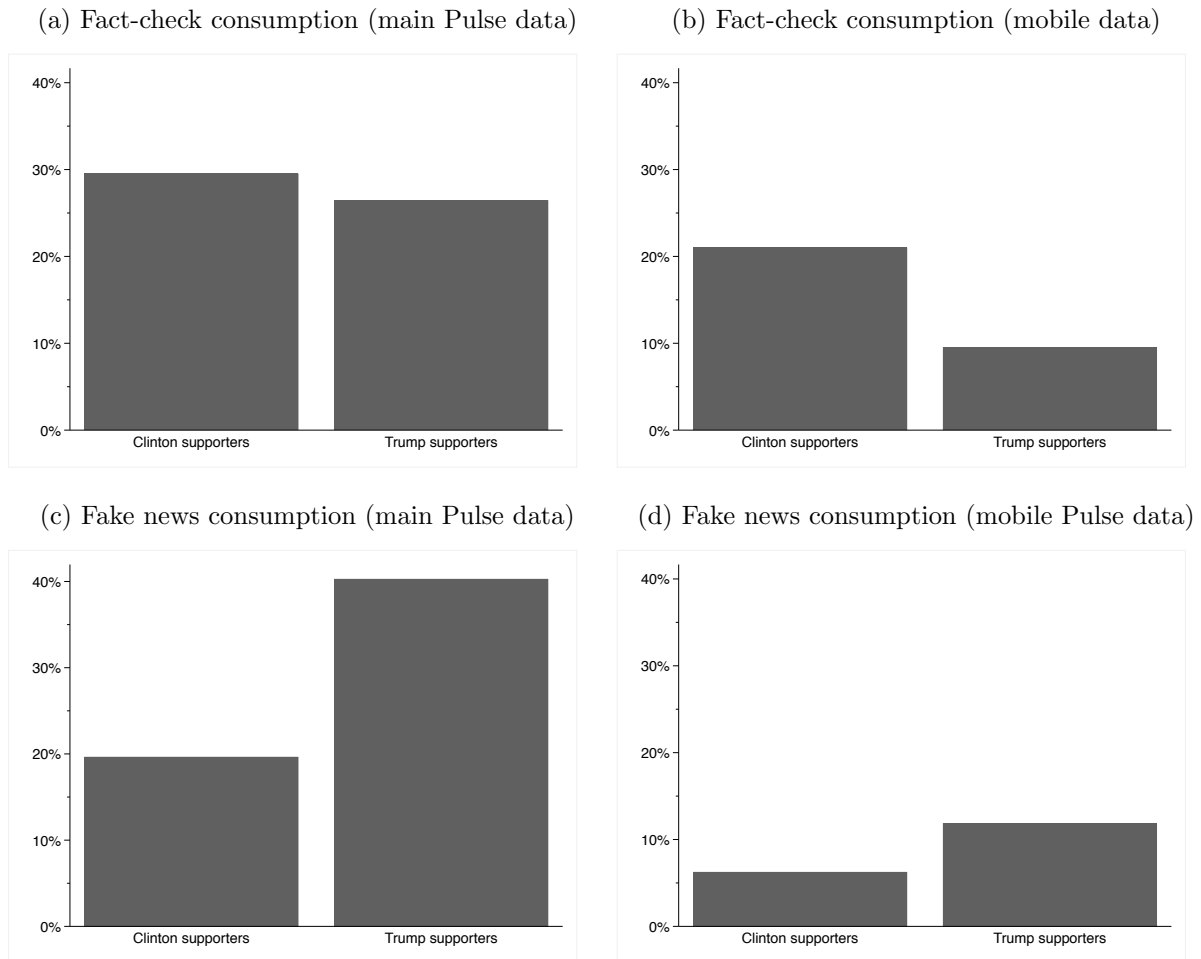 (a) Fact-check consumption (main Pulse data)
40%
30%
20%
10%
0%
Clinton supporters Trump supporters
(b) Fact-check consumption (mobile data)
40%
30%
20%
10%
0%
Clinton supporters Trump supporters
(c) Fake news consumption (main Pulse data)
40%
30%
20%
10%
0%
Clinton supporters Trump supporters
(d) Fake news consumption (mobile Pulse data)
40%
30%
20%
10%
0%
Clinton supporters Trump supporters